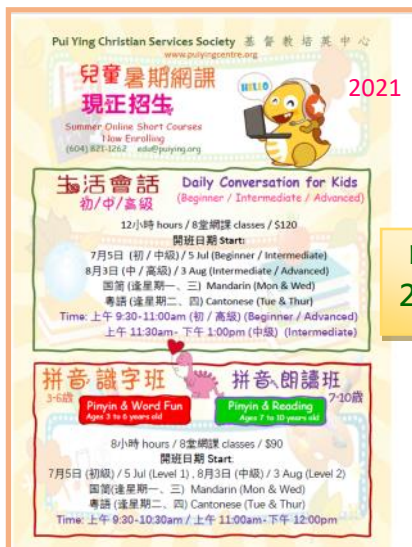 Pui Ying Christian Services Society 基督教培英中心
www.puiyingcentre.org
兒童暑期網課
現正招生
Summer Online Short Courses
Now Enrolling
(604) 821-1262 edu@puiying.org
HELLO
2021
生活會話 Daily Conversation for Kids
初/中/高級 (Beginner / Intermediate / Advanced)
12小時 hours / 8堂網課 classes / $120
開班日期 Start:
7月5日 (初 / 中級) / 5 Jul (Beginner / Intermediate)
8月3日 (中 / 高級) / 3 Aug (Intermediate / Advanced)
国简 (逢星期一、三) Mandarin (Mon & Wed)
粵語 (逢星期二、四) Cantonese (Tue & Thur)
Time: 上午 9:30-11:00am (初 / 高級) (Beginner / Advanced)
上午 11:30am- 下午 1:00pm (中級) (Intermediate)
2
拼音識字班 拼音朗讀班
3-6歲 7-10歲
Pinyin & Word Fun Pinyin & Reading
Ages 3 to 6 years old Ages 7 to 10 years old
8小時 hours / 8堂網課 classes / $90
開班日期 Start:
7月5日 (初級) / 5 Jul (Level 1) , 8月3日 (中級) / 3 Aug (Level 2)
国简(逢星期一、三) Mandarin (Mon & Wed)
粵語 (逢星期二、四) Cantonese (Tue & Thur)
Time: 上午 9:30-10:30am / 上午 11:00am- 下午 12:00pm